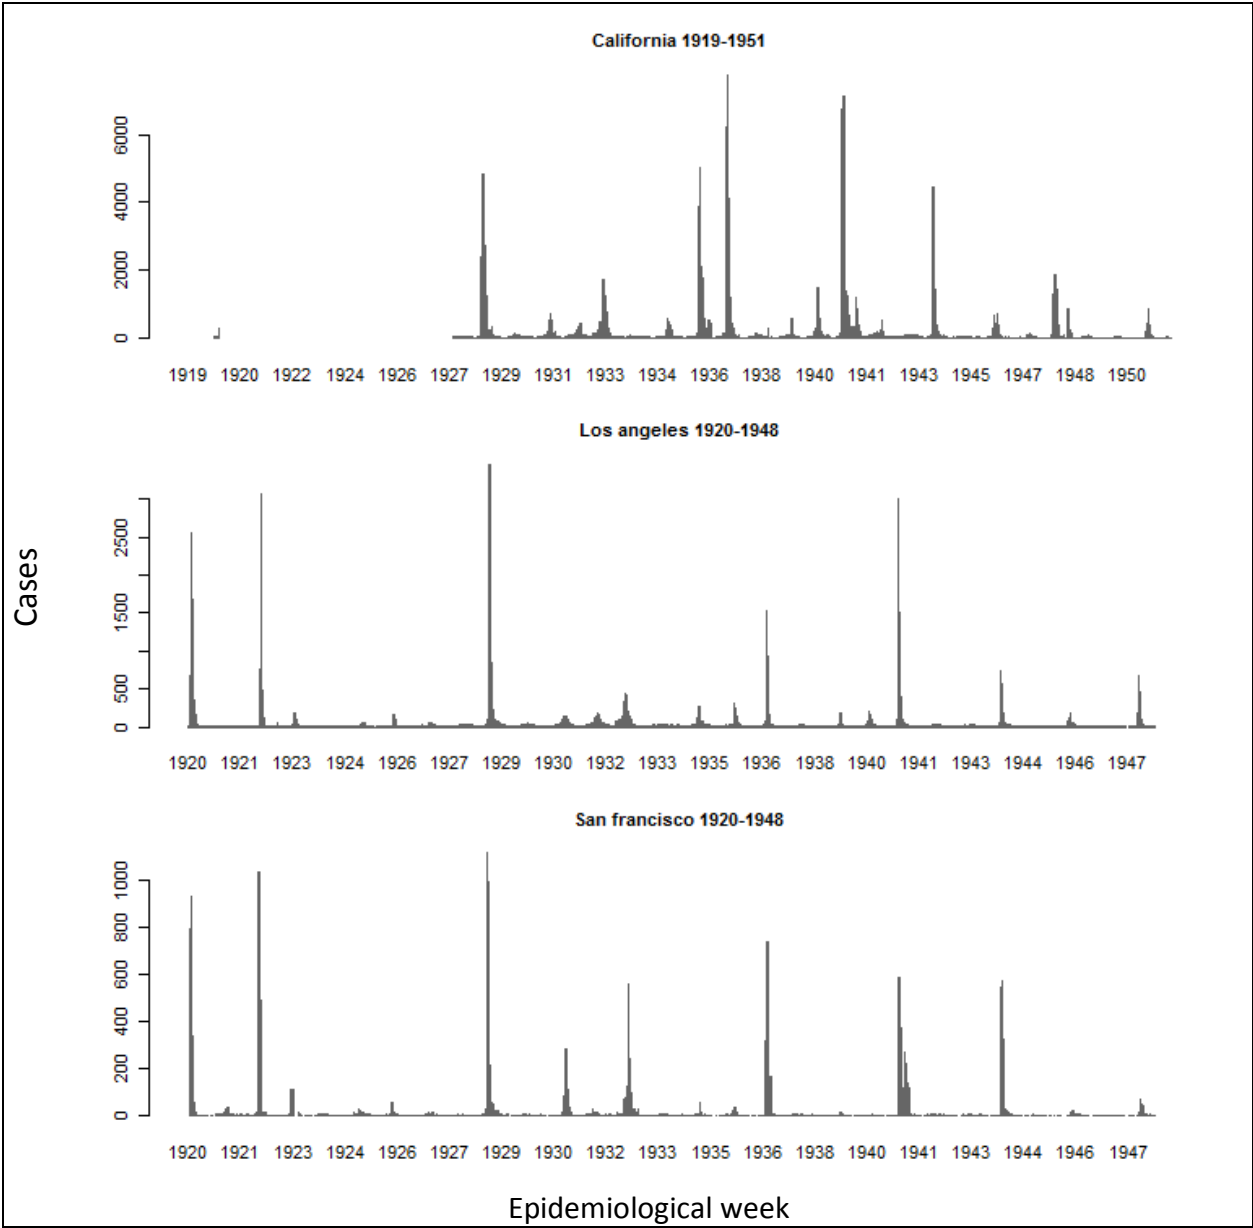 California 1919-1951
6000
4000
2000
0
1919 1920 1922 1924 1926 1927 1929 1931 1933 1934 1936 1938 1940 1941 1943 1945 1947 1948 1950
Los angeles 1920-1948
2500
1500
500
0
1920 1921 1923 1924 1926 1927 1929 1930 1932 1933 1935 1936 1938 1940 1941 1943 1944 1946 1947
Cases
San francisco 1920-1948
1000
800
600
400
200
0
1920 1921 1923 1924 1926 1927 1929 1930 1932 1933 1935 1936 1938 1940 1941 1943 1944 1946 1947
Epidemiological week